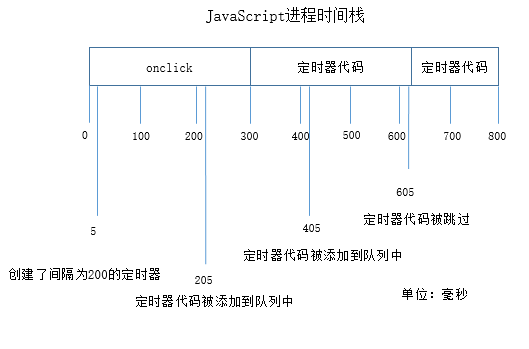 JavaScript进程时间栈
onclick 定时器代码 定时器代码
0 100 200 300 400 500 600 700 800
605
定时器代码被跳过
5 405
定时器代码被添加到队列中
创建了间隔为200的定时器 205
定时器代码被添加到队列中 单位：毫秒